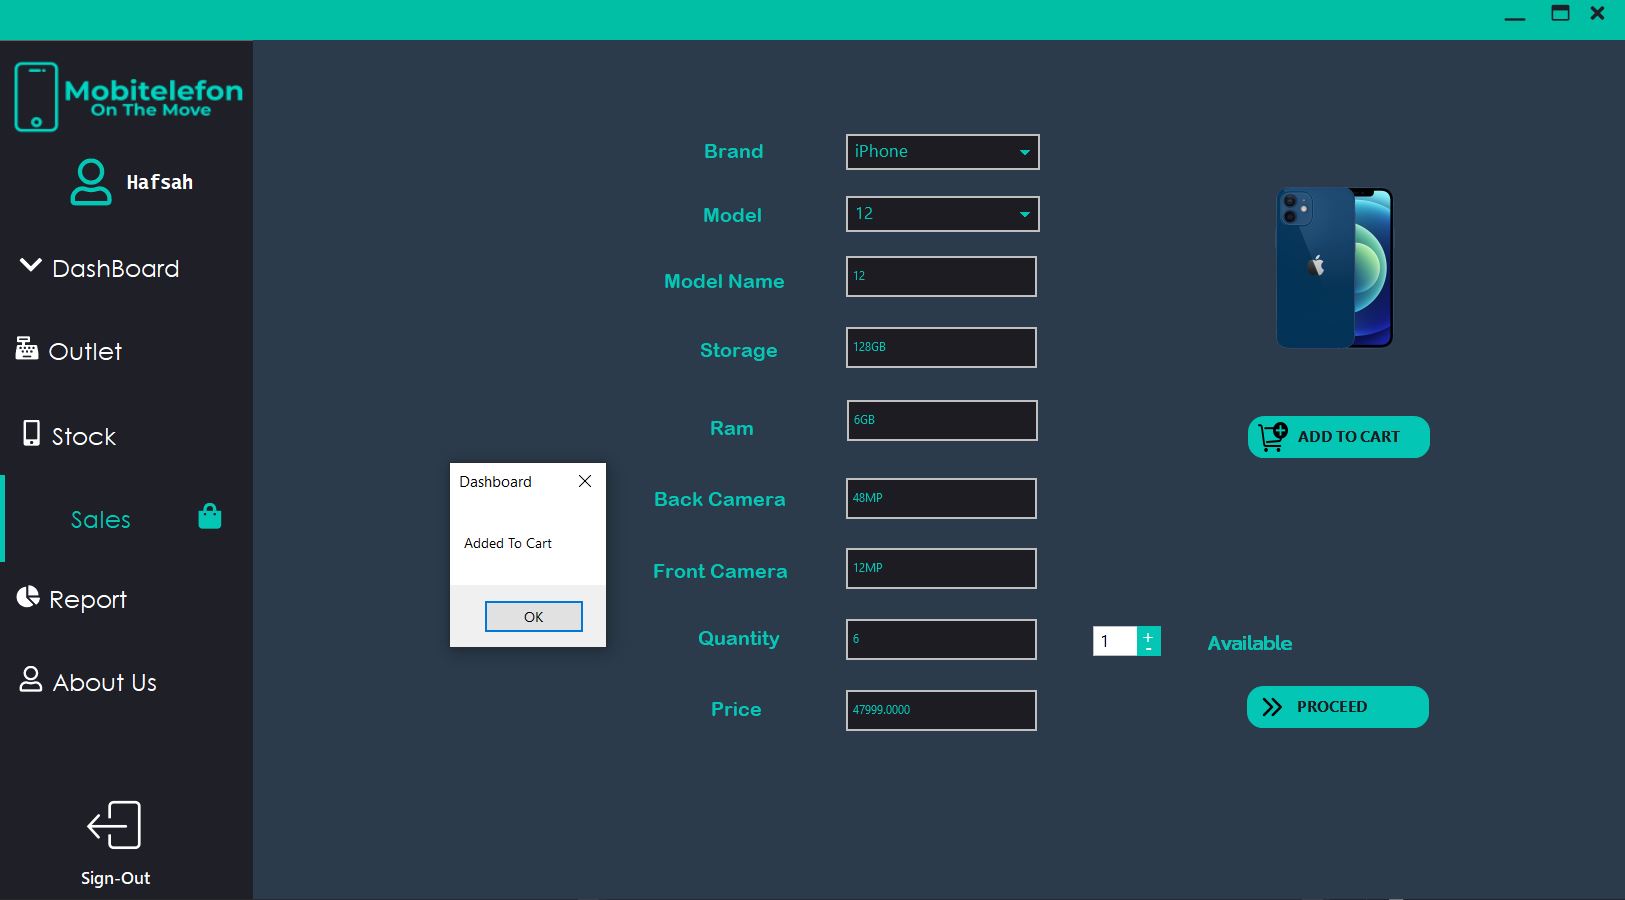 Mobitelefon
On The Move
Hafsah
DashBoard
Outlet
Stock
Sales
Report
About Us
Sign-Out
Brand
iPhone
Model
12
Model Name
12
Storage
128GB
Ram
6GB
ADD TO CART
Dashboard
Added To Cart
OK
Back Camera
48MP
Front Camera
12MP
Quantity
6
1
Available
Price
47999.0000
PROCEED